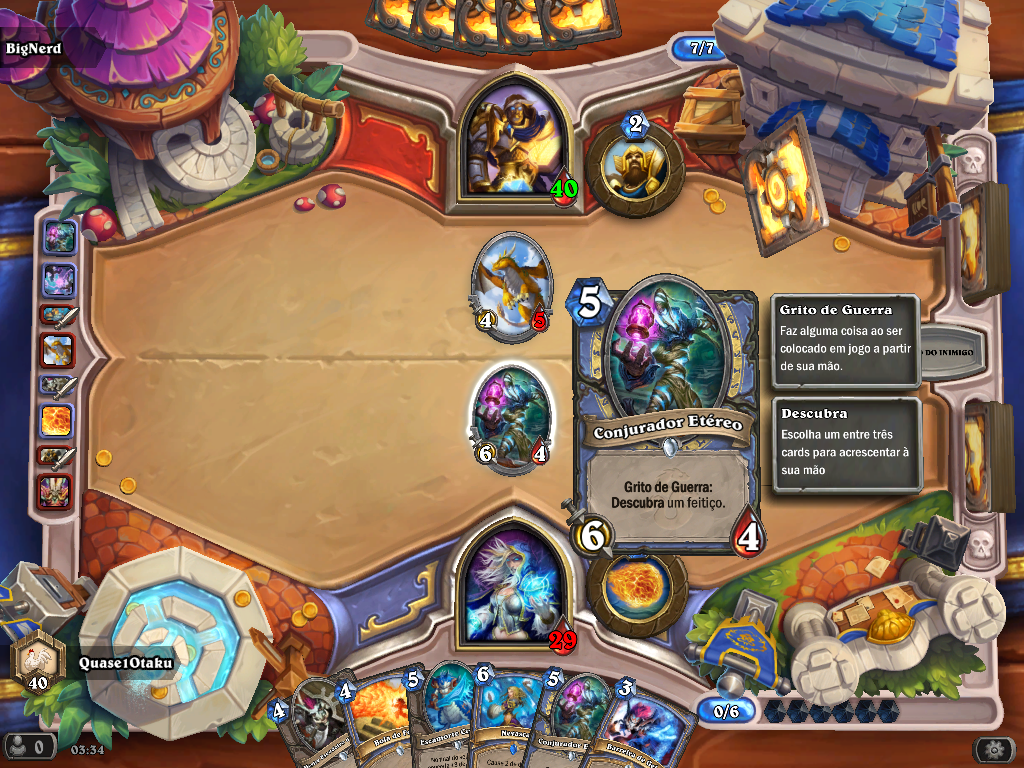 BigNerd
7/7
2
40
4
5
5
Grito de Guerra
Faz alguma coisa ao ser
colocado em jogo a partir
de sua mão.
DO INIMIGO
Descubra
Escolha um entre três
cards para acrescentar à
sua mão
Conjurador Etéreo
Grito de Guerra:
Descubra um feitiço.
6
4
6
4
29
Quase1Otaku
40
0
03:34
4
4
5
6
5
3
0/6